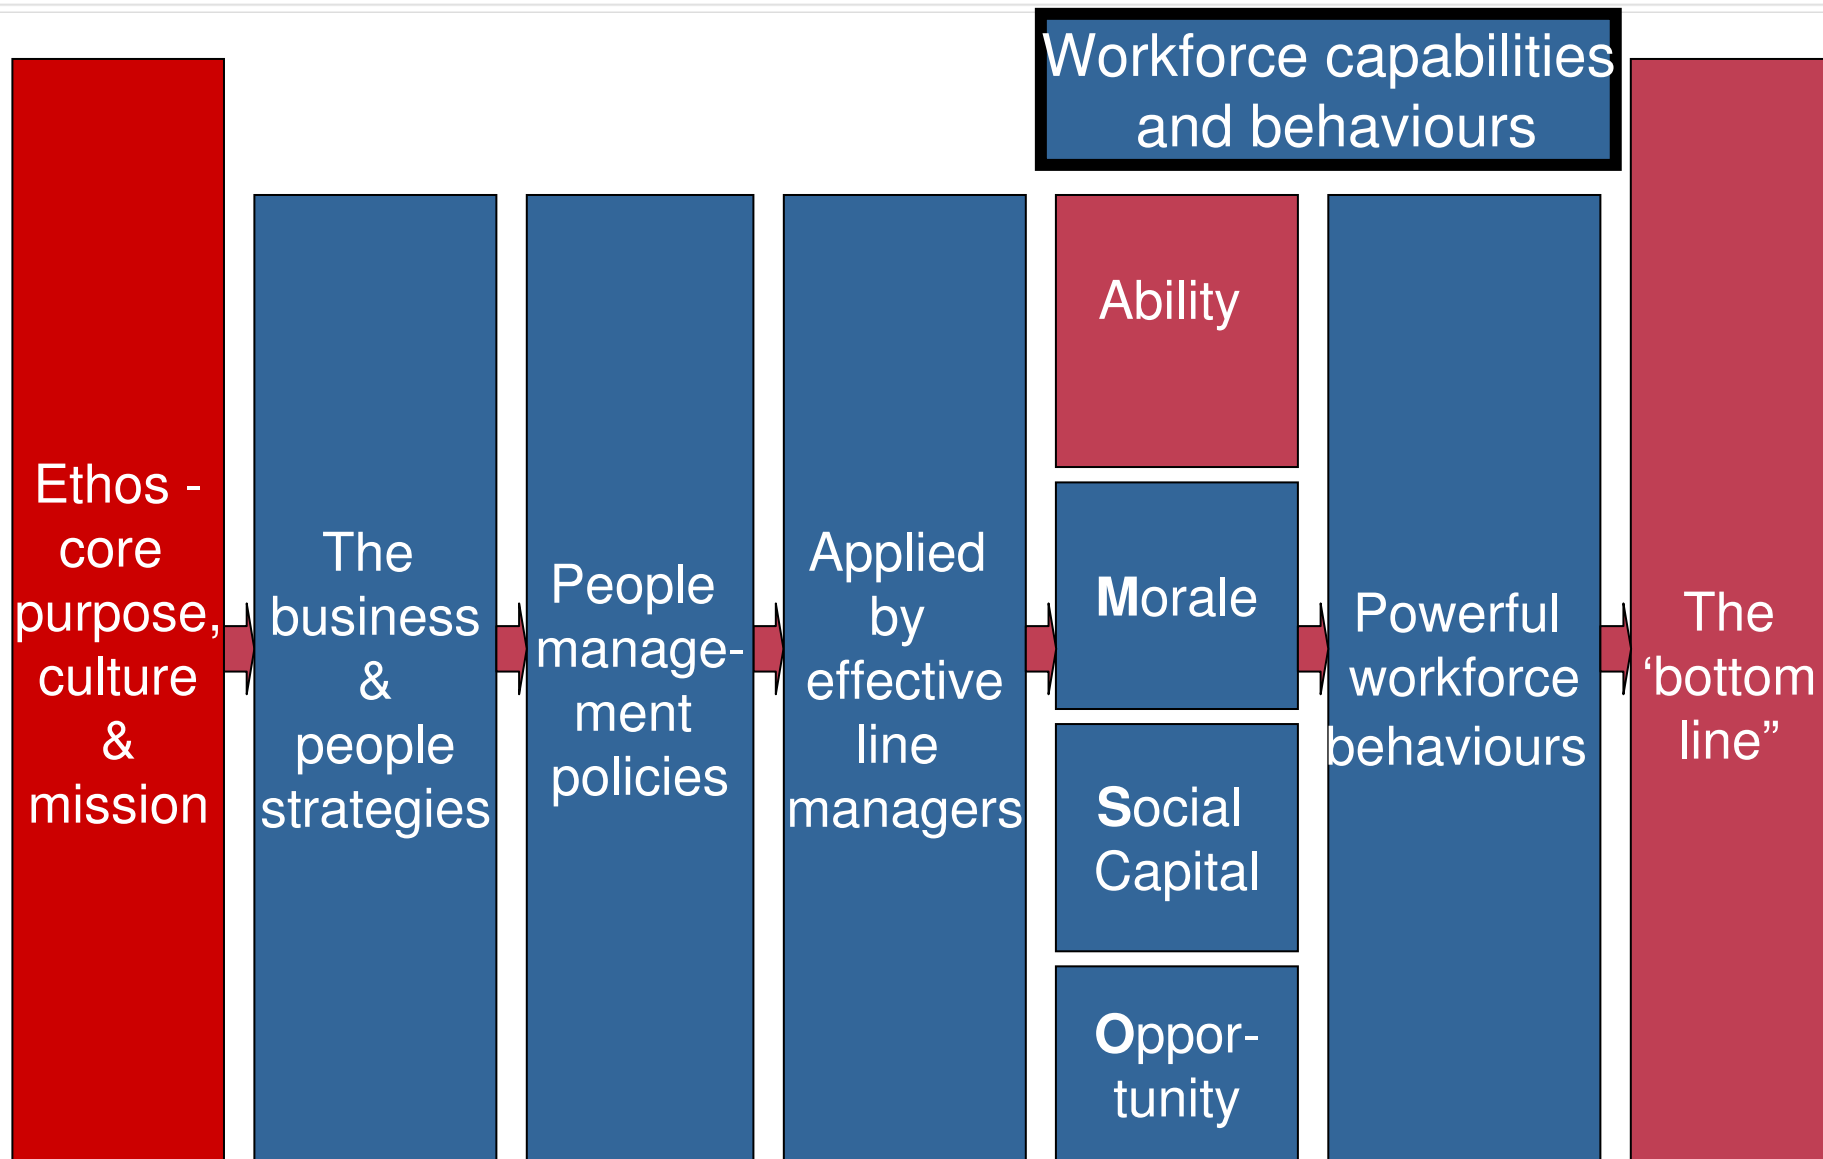 Workforce capabilities
and behaviours
Ethos -
core
purpose,
culture
&
mission
The
business
&
people
strategies
People
manage-
ment
policies
Applied
by
effective
line
managers
Ability
Morale
Social
Capital
Oppor-
tunity
Powerful
workforce
behaviours
The
‘bottom
line”